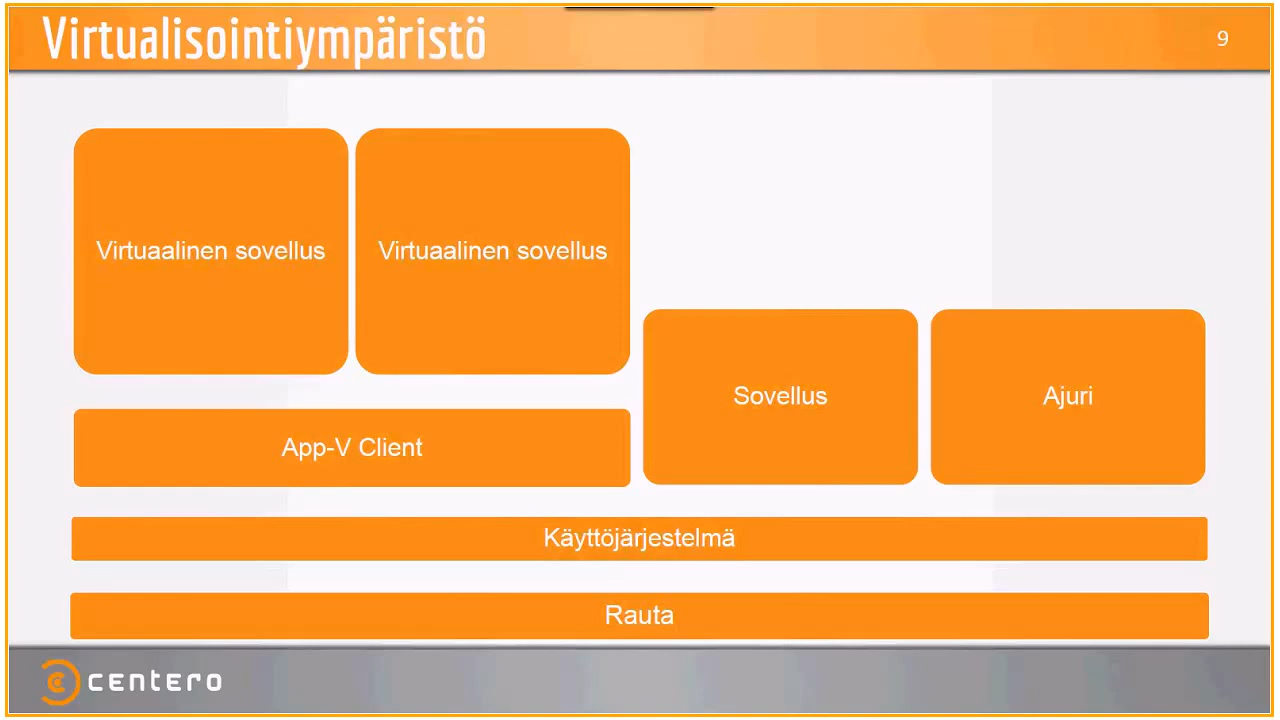 Virtualisointiympäristö
9
Virtuaalinen sovellus
Virtuaalinen sovellus
Sovellus
Ajuri
App-V Client
Käyttöjärjestelmä
Rauta
centero